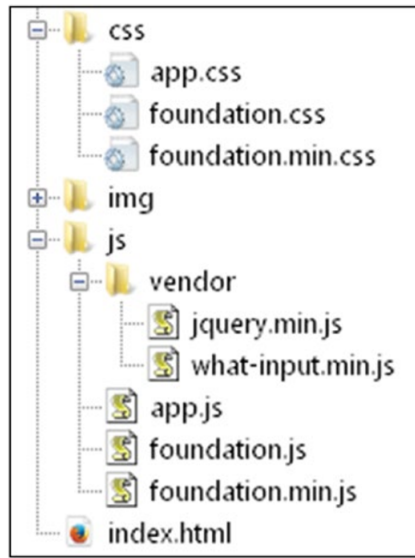 css
app.css
foundation.css
foundation.min.css
img
js
vendor
jquery.min.js
what-input.min.js
app.js
foundation.js
foundation.min.js
index.html